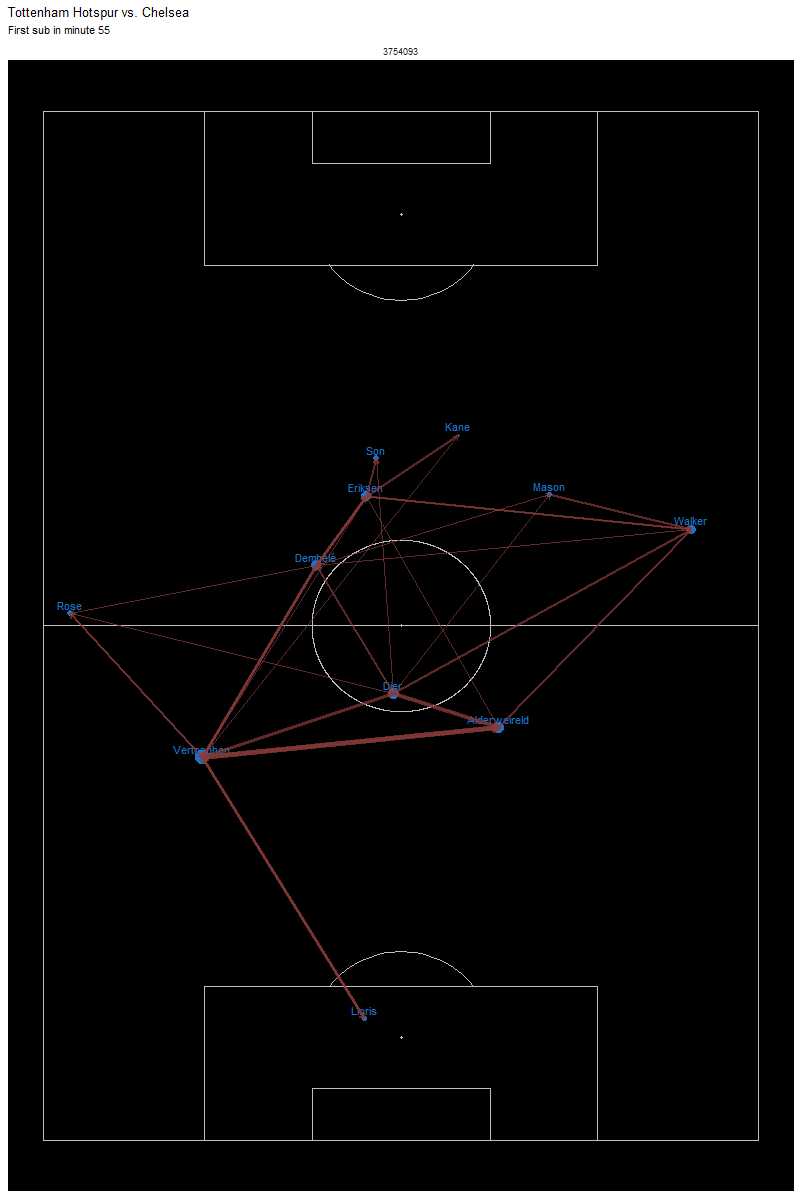 Tottenham Hotspur vs. Chelsea
First sub in minute 55
3754093
Kane
Son
Eriksen
Mason
Walker
Dembélé
Rose
Dier
Alderweireld
Vertonghen
Lloris